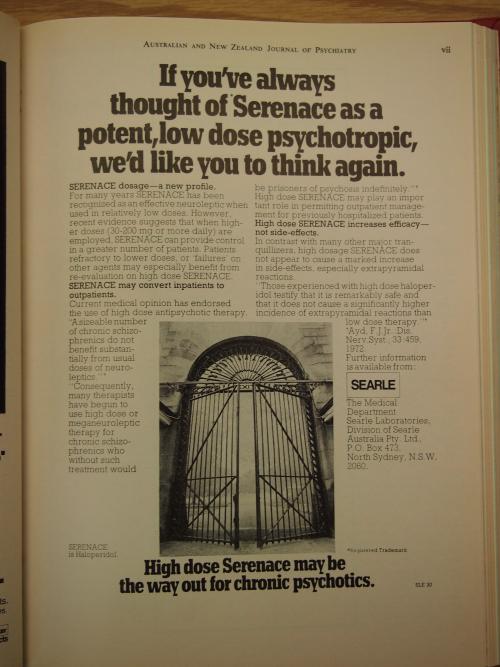 AUSTRALIAN AND NEW ZEALAND JOURNAL OF PSYCHIATRY
vii
If you've always
thought of Serenace as a
potent, low dose psychotropic,
we'd like you to think again.
SERENACE dosage—a new profile.
For many years SERENACE has been
recognised as an effective neuroleptic when
used in relatively low doses. However,
recent evidence suggests that when high-
er doses (30-200 mg or more daily) are
employed, SERENACE can provide control
in a greater number of patients. Patients
refractory to lower doses, or 'failures' on
other agents may especially benefit from
re-evaluation on high dose SERENACE.
SERENACE may convert inpatients to
outpatients.
Current medical opinion has endorsed
the use of high dose antipsychotic therapy.
"A sizeable number
of chronic schizo-
phrenics do not
benefit substan-
tially from usual
doses of neuro-
leptics."*
"Consequently,
many therapists
have begun to
use high dose or
meganeuroleptic
therapy for
chronic schizo-
phrenics who
without such
treatment would
be prisoners of psychosis indefinitely."*
High dose SERENACE may play an impor
tant role in permitting outpatient manage-
ment for previously hospitalized patients.
High dose SERENACE increases efficacy—
not side-effects.
In contrast with many other major tran-
quillizers, high dosage SERENACE does
not appear to cause a marked increase
in side-effects, especially extrapyramidal
reactions.
"Those experienced with high dose haloper-
idol testify that it is remarkably safe and
that it does not cause a significantly higher
incidence of extrapyramidal reactions than
low dose therapy."*
*Ayd, F.J. Jr. Dis.
Nerv. Syst., 33:459,
1972.
Further information
is available from:
SEARLE
The Medical
Department
Searle Laboratories,
Division of Searle
Australia Pty. Ltd.,
P.O. Box 473,
North Sydney, N.S.W.
2060.
SERENACE
is Haloperidol.
*Registered Trademark
High dose Serenace may be
the way out for chronic psychotics.
SLE 30